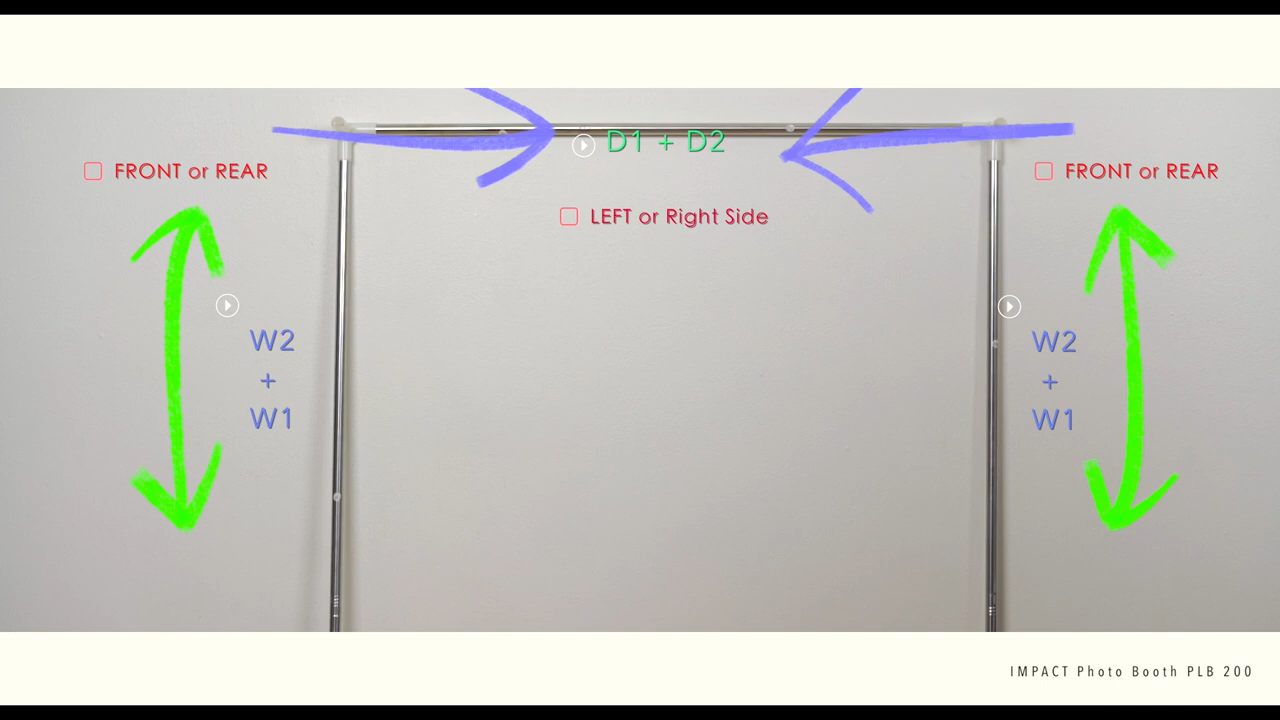 D1 + D2
FRONT or REAR
FRONT or REAR
LEFT or Right Side
W2
+
W1
W2
+
W1
IMPACT Photo Booth PLB 200